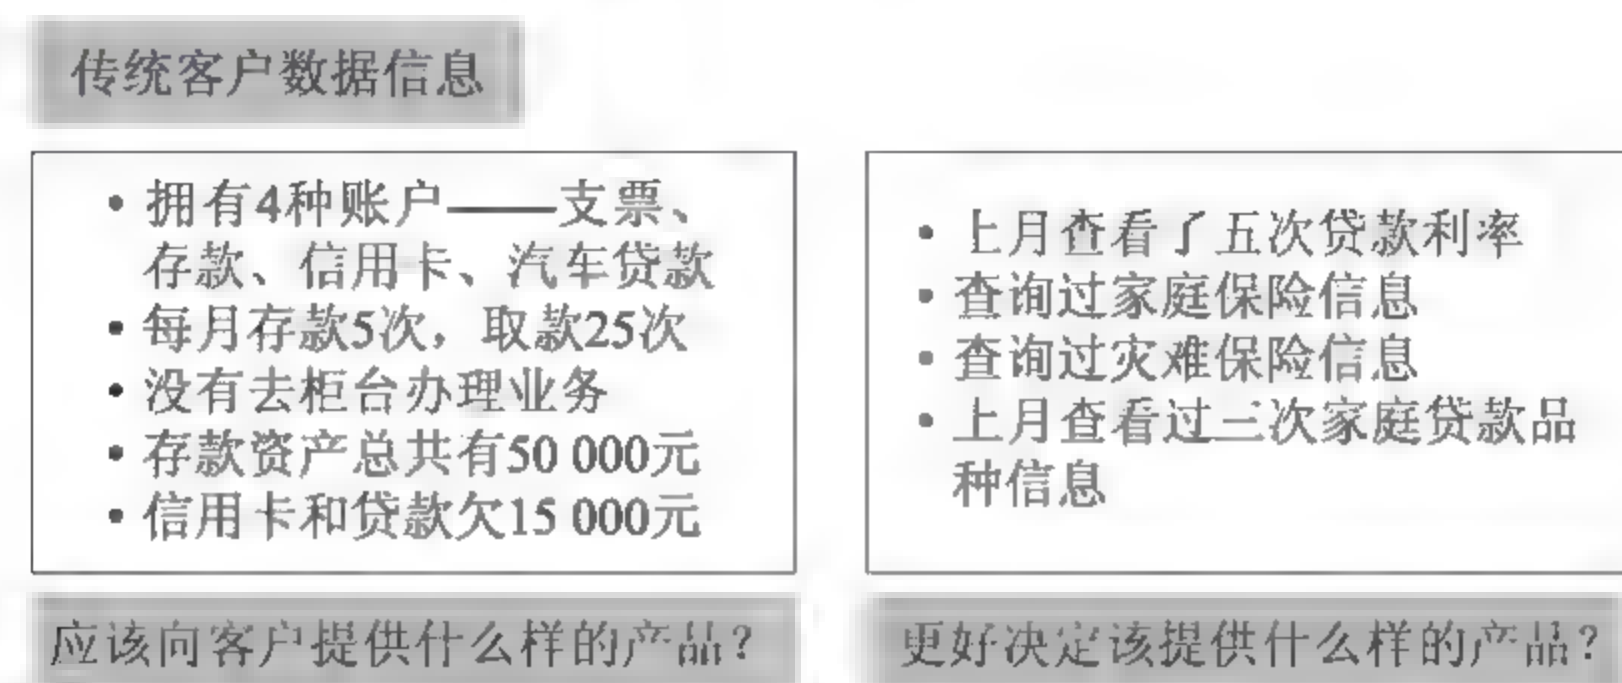 传统客户数据信息
• 拥有4种账户——支票、
存款、信用卡、汽车贷款
• 每月存款5次，取款25次
• 没有去柜台办理业务
• 存款资产总共有50 000元
• 信用卡和贷款欠15 000元
应该向客户提供什么样的产品？
• 上月查看了五次贷款利率
• 查询过家庭保险信息
• 查询过灾难保险信息
• 上月查看过三次家庭贷款品
种信息
更好决定该提供什么样的产品？